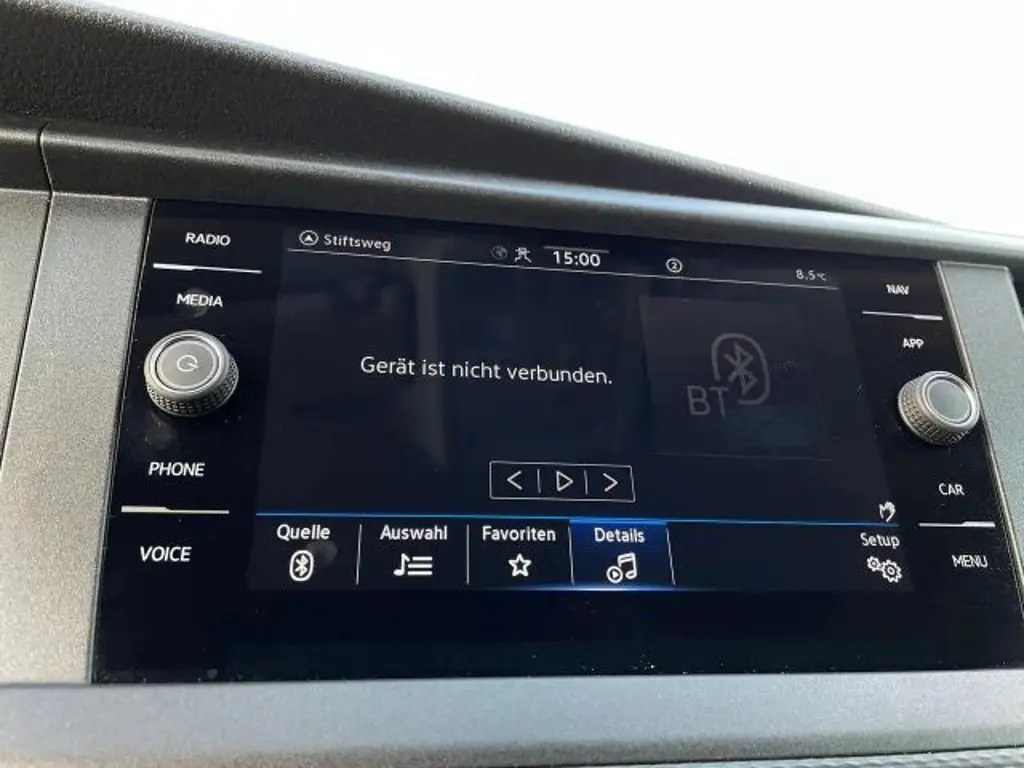 RADIO
MEDIA
PHONE
VOICE
Stiftsweg
15:00
2
8.5°C
Gerät ist nicht verbunden.
BT
Quelle
Auswahl
Favoriten
Details
Setup
NAV
APP
CAR
MENU